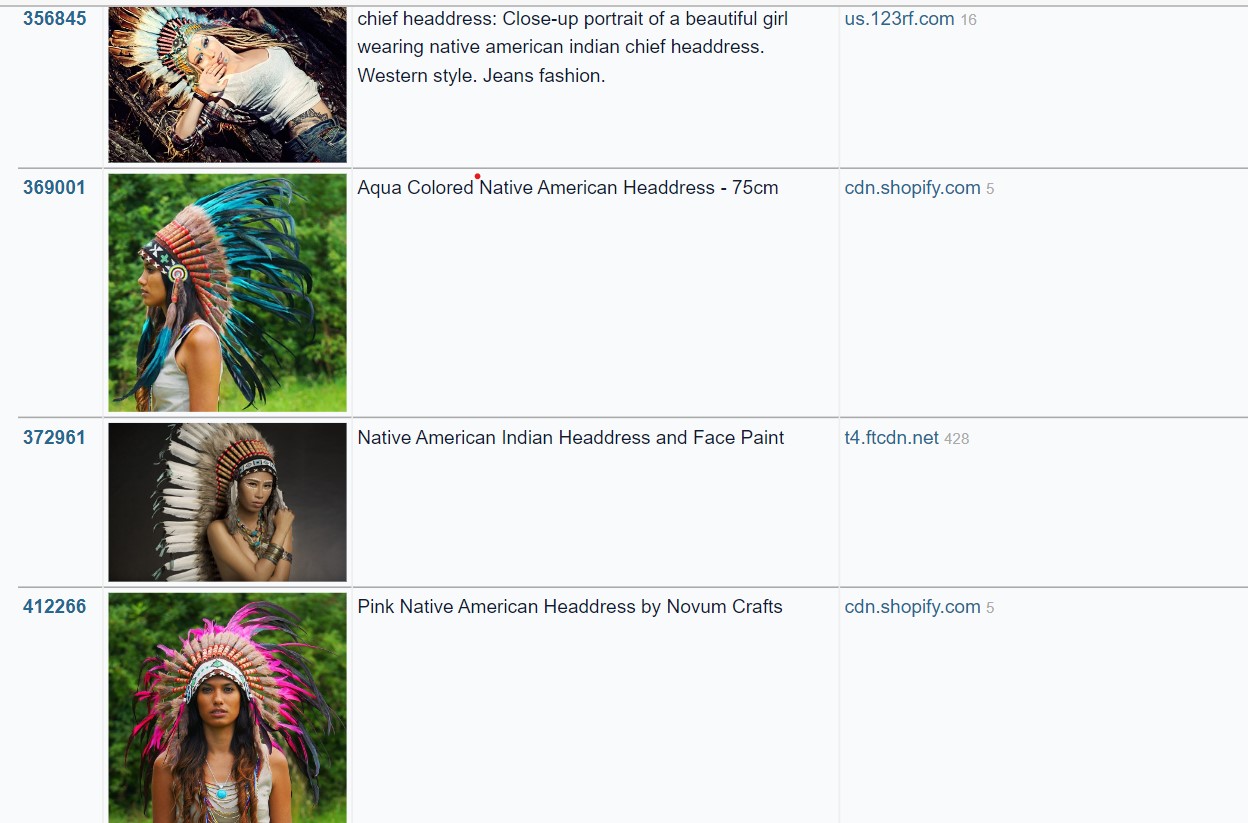 356845
chief headdress: Close-up portrait of a beautiful girl
wearing native american indian chief headdress.
Western style. Jeans fashion.
us.123rf.com 16
369001
Aqua Colored Native American Headdress - 75cm
cdn.shopify.com 5
372961
Native American Indian Headdress and Face Paint
t4.ftcdn.net 428
412266
Pink Native American Headdress by Novum Crafts
cdn.shopify.com 5